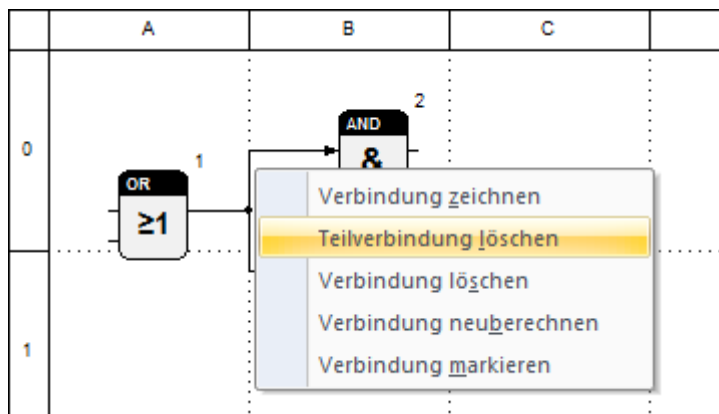 A B C
0
2
AND
&
1
OR
≥1
Verbindung zeichnen
Teilverbindung löschen
Verbindung löschen
Verbindung neuberechnen
Verbindung markieren
1